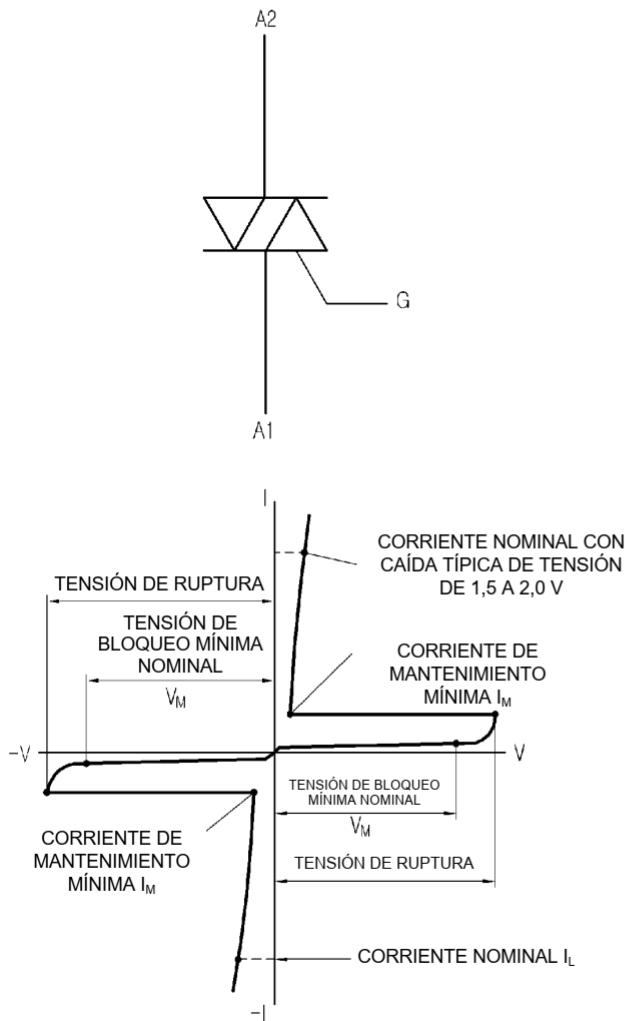 A2
G
A1
I
CORRIENTE NOMINAL CON
CAÍDA TÍPICA DE TENSIÓN
DE 1,5 A 2,0 V
TENSIÓN DE RUPTURA
TENSIÓN DE
BLOQUEO MÍNIMA
NOMINAL
VM
CORRIENTE DE
MANTENIMIENTO
MÍNIMA IM
-V
V
TENSIÓN DE BLOQUEO
MÍNIMA NOMINAL
VM
CORRIENTE DE
MANTENIMIENTO
MÍNIMA IM
TENSIÓN DE RUPTURA
CORRIENTE NOMINAL IL
-I